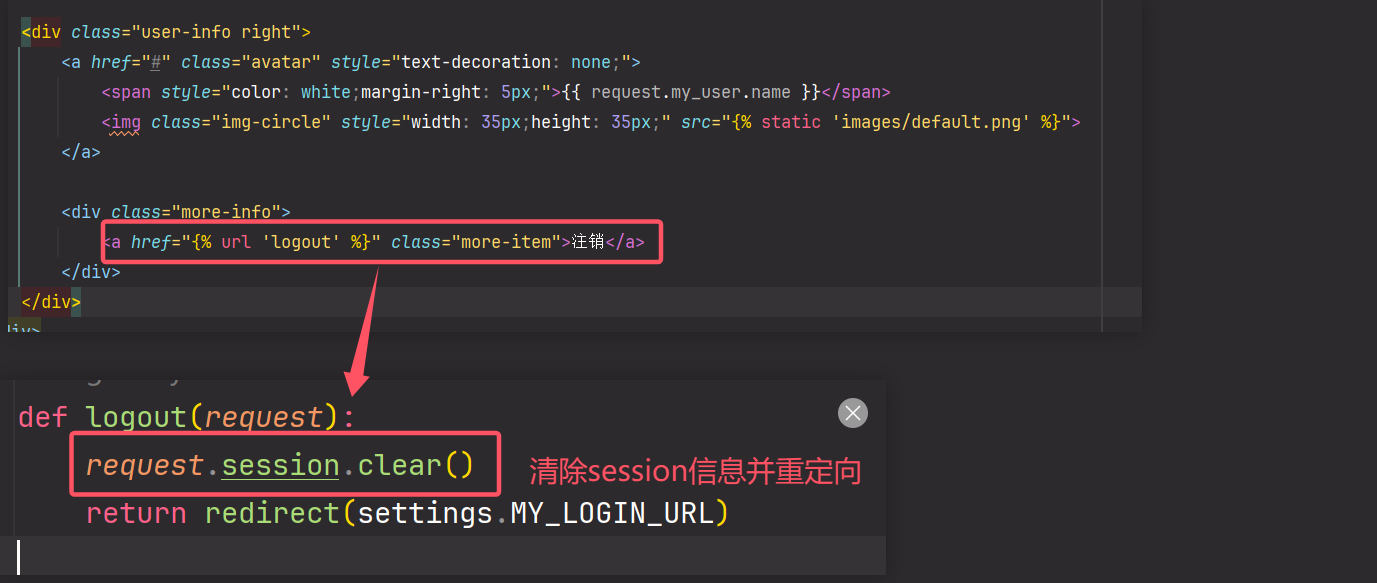 <div class="user-info right">
<a href="#" class="avatar" style="text-decoration: none;">
<span style="color: white;margin-right: 5px;">{{ request.my_user.name }}</span>
<img class="img-circle" style="width: 35px;height: 35px;" src="{% static 'images/default.png' %}">
</a>
<div class="more-info">
<a href="{% url 'logout' %}" class="more-item">注销</a>
</div>
</div>
def logout(request):
request.session.clear()
清除session信息并重定向
return redirect(settings.MY_LOGIN_URL)